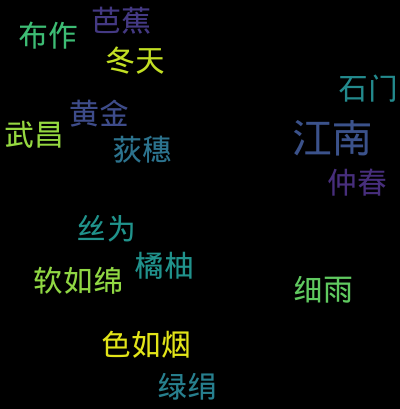 芭蕉
布作
冬天
石门
黄金
武昌
江南
荻穗
仲春
丝为
橘柚
软如绵
细雨
色如烟
绿绢